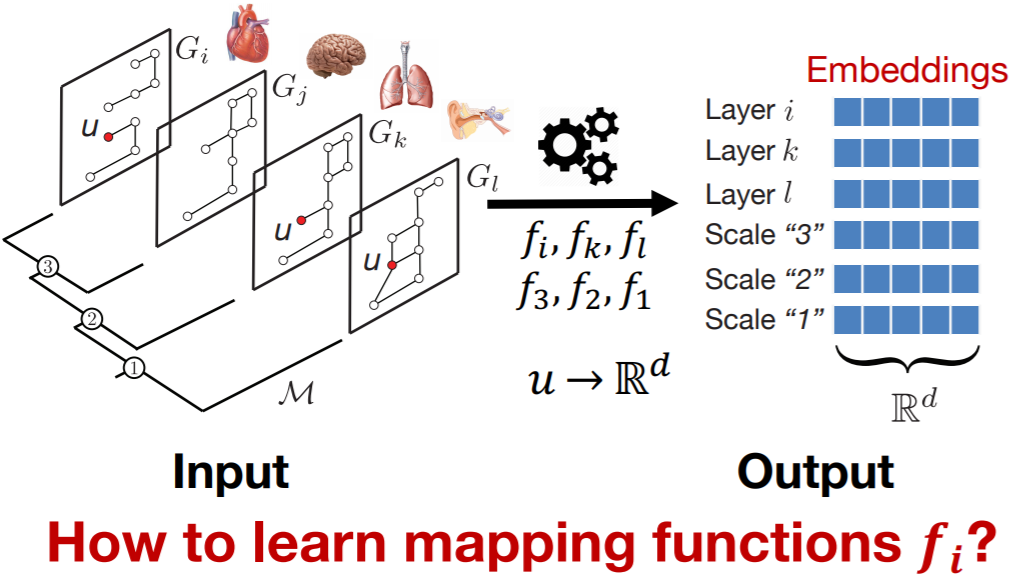 G_i
G_j
G_k
G_l
u
u
u
3
2
1
ℳ
f_i, f_k, f_l
f_3, f_2, f_1
u → ℝ^d
Embeddings
Layer i
Layer k
Layer l
Scale “3”
Scale “2”
Scale “1”
ℝ^d
Input
Output
How to learn mapping functions f_i?